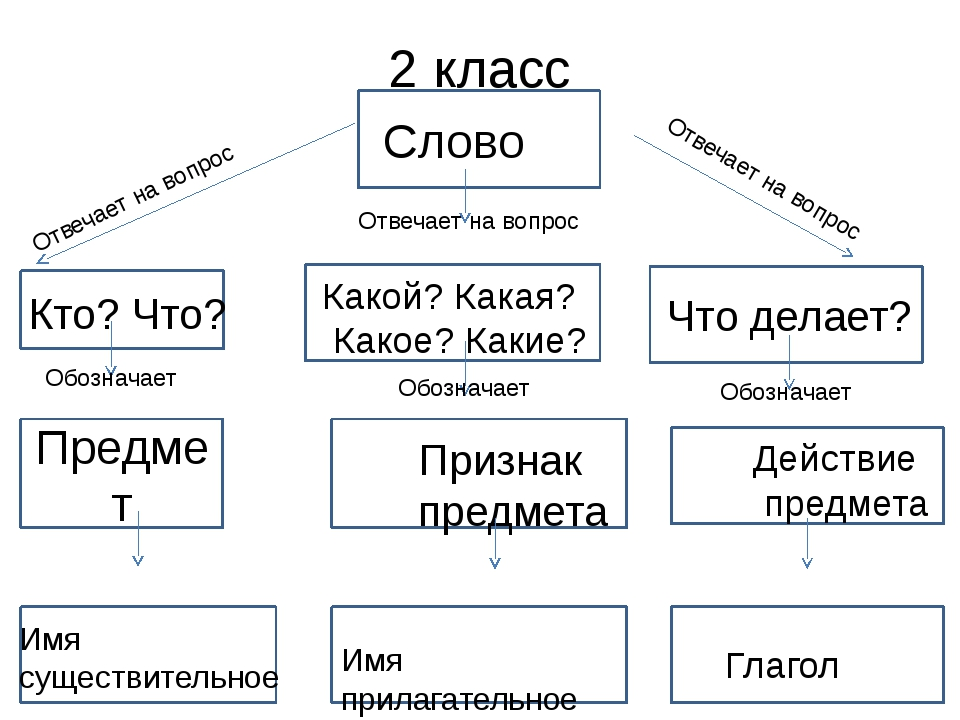 2 класс
Слово
Отвечает на вопрос
Отвечает на вопрос
Отвечает на вопрос
Кто? Что?
Какой? Какая?
Какое? Какие?
Что делает?
Обозначает
Обозначает
Обозначает
Предме
т
Признак
предмета
Действие
предмета
Имя
существительное
Имя
прилагательное
Глагол